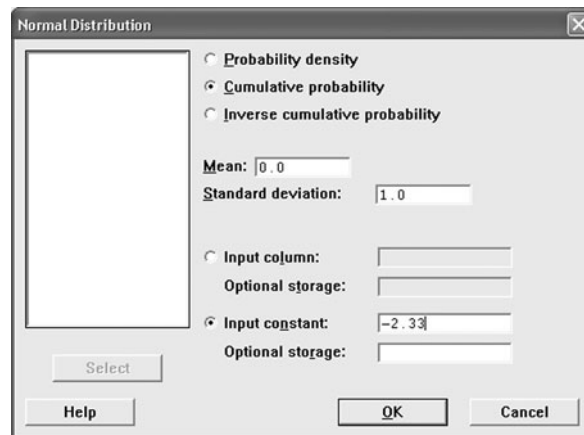 Normal Distribution
Probability density
Cumulative probability
Inverse cumulative probability
Mean: 0.0
Standard deviation: 1.0
Input column:
Optional storage:
Input constant: -2.33
Optional storage:
Select
Help OK Cancel